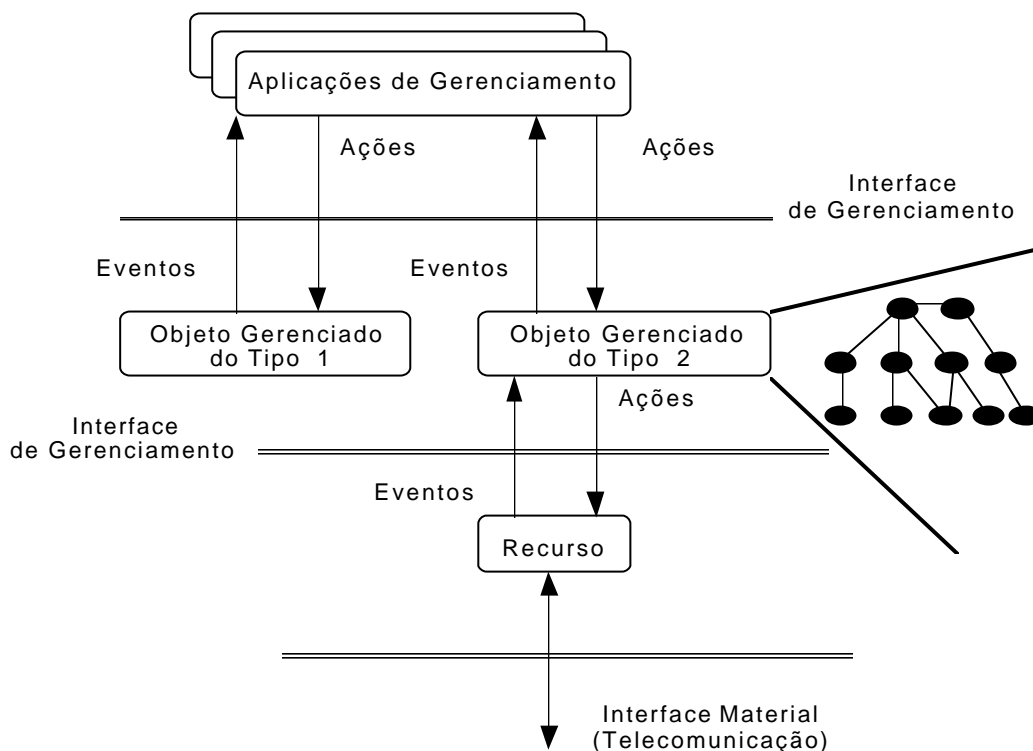 Aplicações de Gerenciamento
Ações
Ações
Interface
de Gerenciamento
Eventos
Eventos
Objeto Gerenciado
do Tipo 1
Objeto Gerenciado
do Tipo 2
Ações
Interface
de Gerenciamento
Eventos
Recurso
Interface Material
(Telecomunicação)